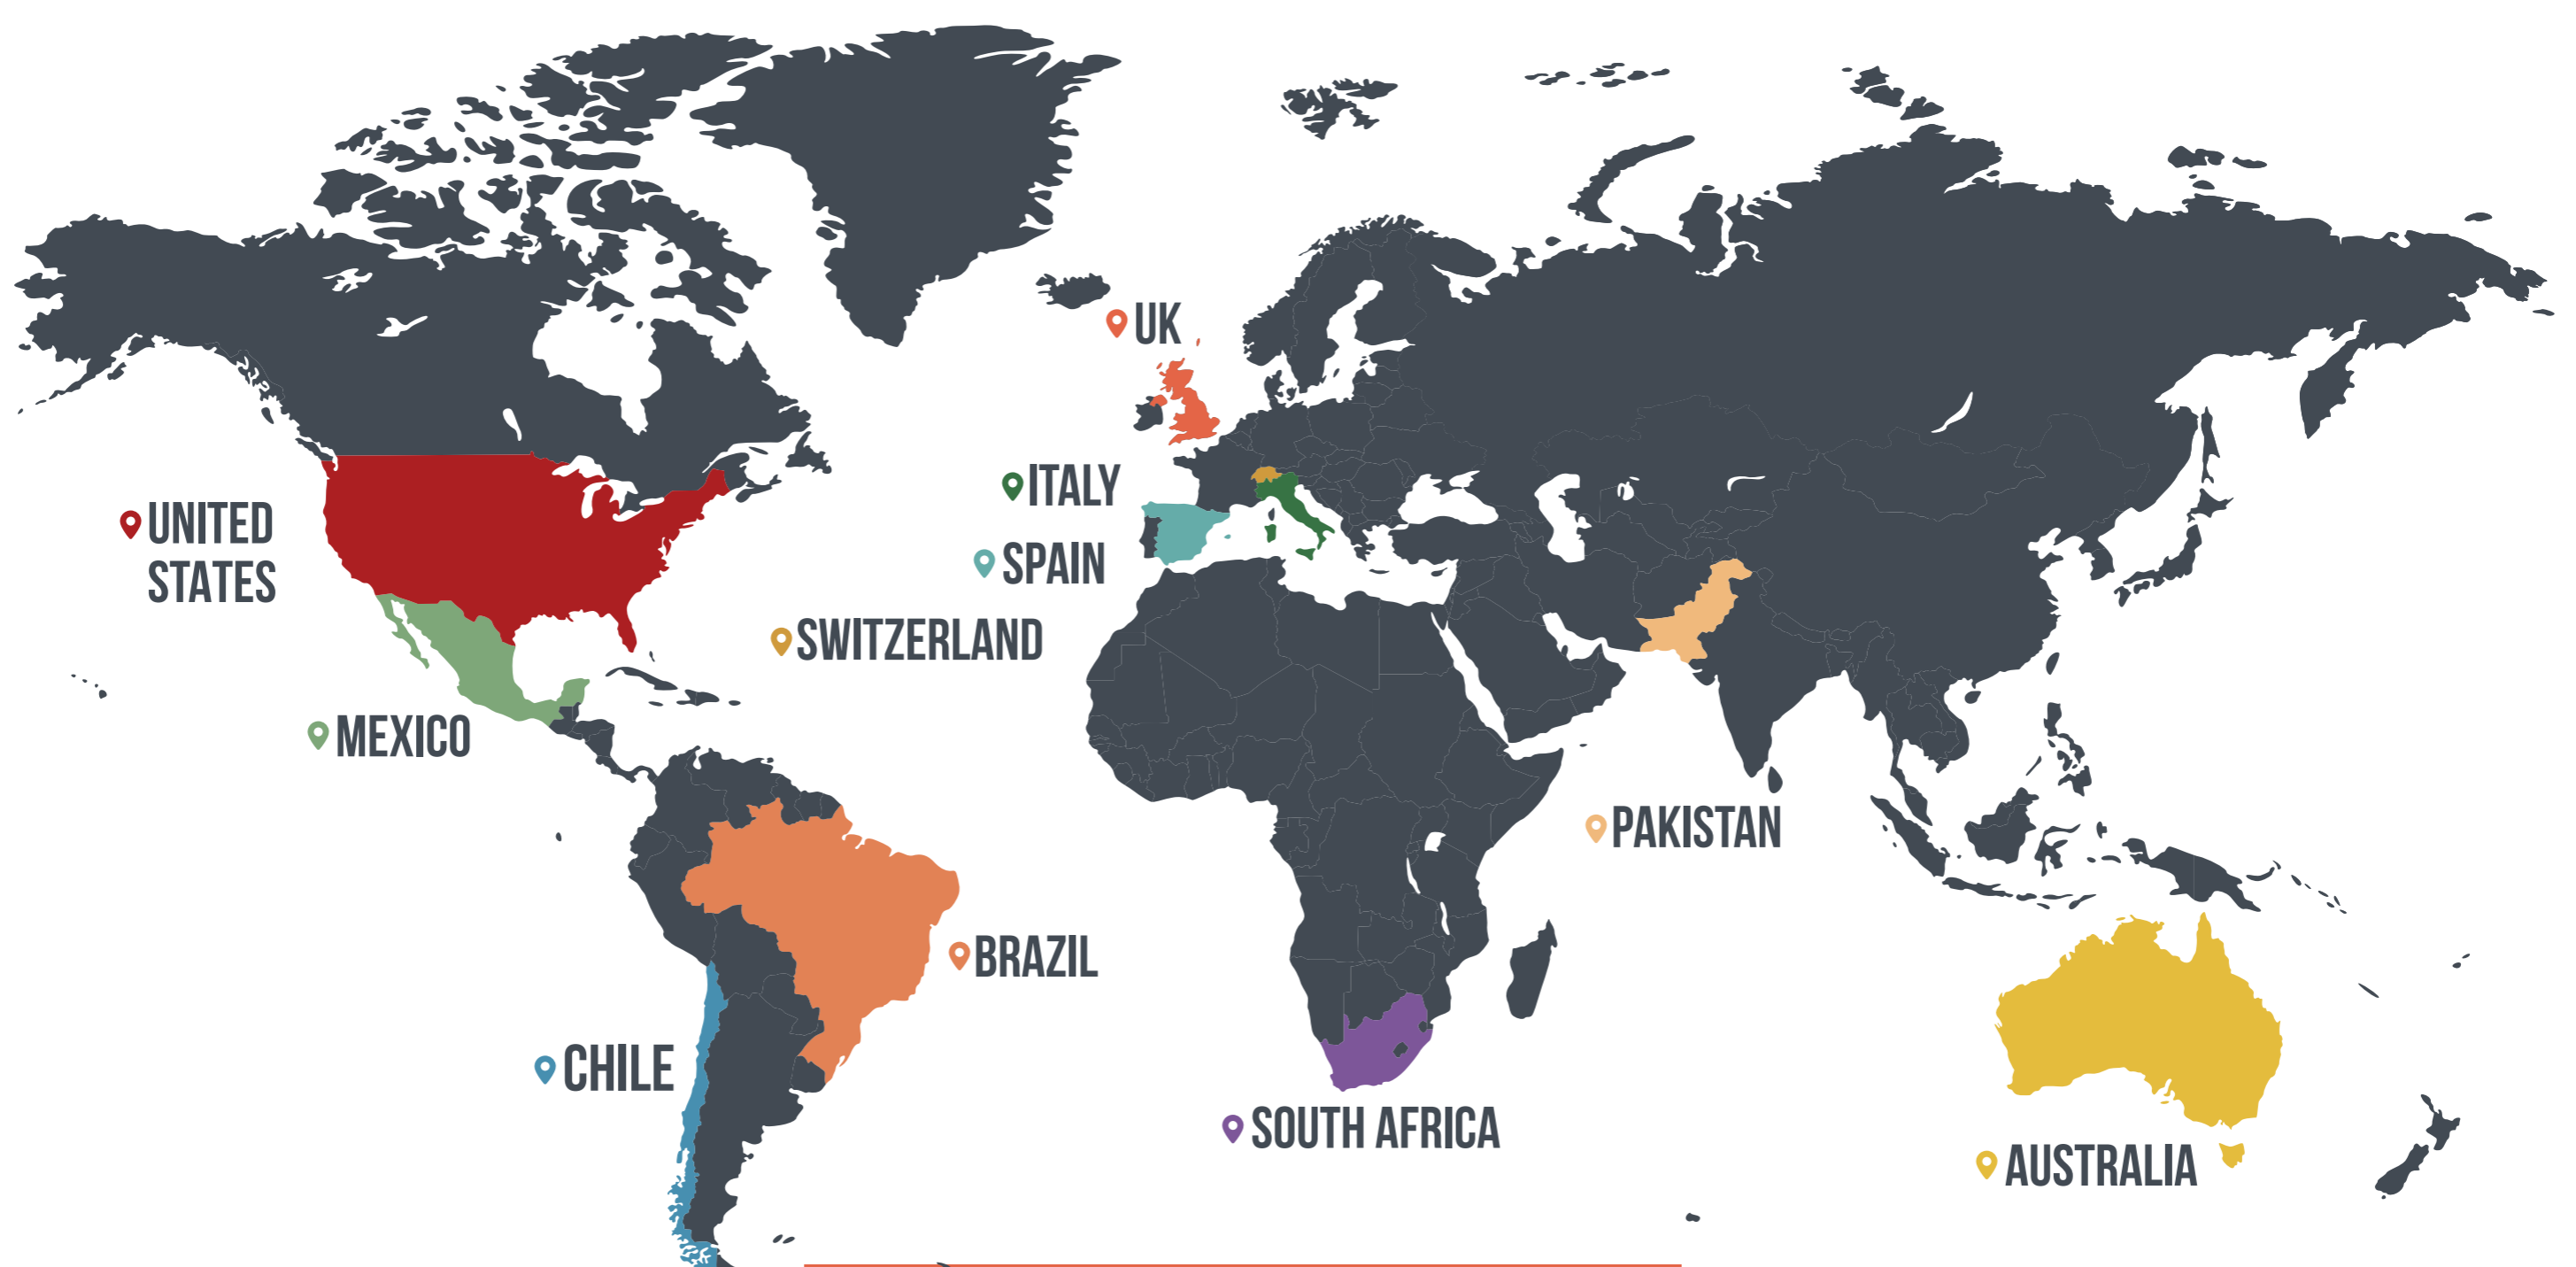 UK
ITALY
UNITED
STATES
SPAIN
SWITZERLAND
MEXICO
PAKISTAN
BRAZIL
CHILE
SOUTH AFRICA
AUSTRALIA